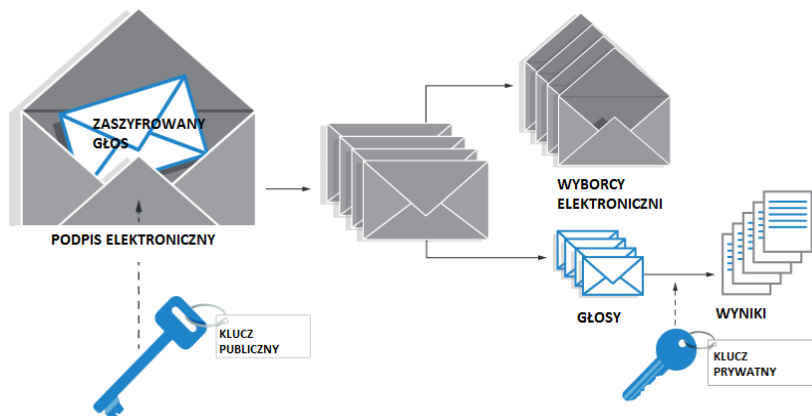 ZASZYFROWANY
GŁOS
PODPIS ELEKTRONICZNY
KLUCZ
PUBLICZNY
WYBORCY
ELEKTRONICZNI
GŁOSY
WYNIKI
KLUCZ
PRYWATNY